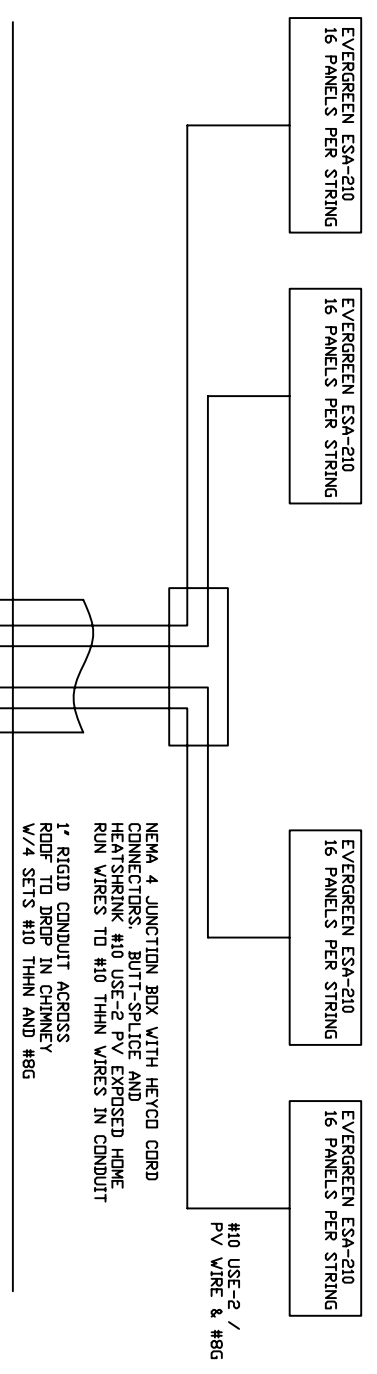 EVERGREEN ESA-210
16 PANELS PER STRING
EVERGREEN ESA-210
16 PANELS PER STRING
EVERGREEN ESA-210
16 PANELS PER STRING
EVERGREEN ESA-210
16 PANELS PER STRING
#10 USE-2 /
PV WIRE & #8G
NEMA 4 JUNCTION BOX WITH HEYCO CORD
CONNECTORS. BUTT-SPLICE AND
HEATSHRINK #10 USE-2 PV EXPOSED HOME
RUN WIRES TO #10 THHN WIRES IN CONDUIT
1" RIGID CONDUIT ACROSS
ROOF TO DROP IN CHIMNEY
W/4 SETS #10 THHN AND #8G